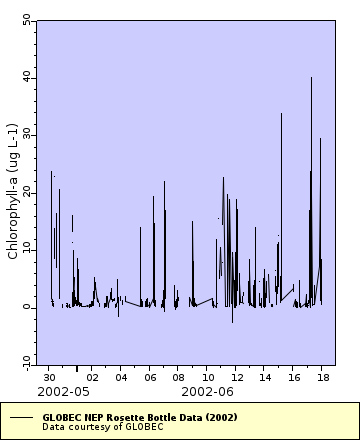 50
40
30
20
10
0
-10
Chlorophyll-a (ug L-1)
30 02 04 06 08 10 12 14 16 18
2002-05 2002-06
GLOBEC NEP Rosette Bottle Data (2002)
Data courtesy of GLOBEC